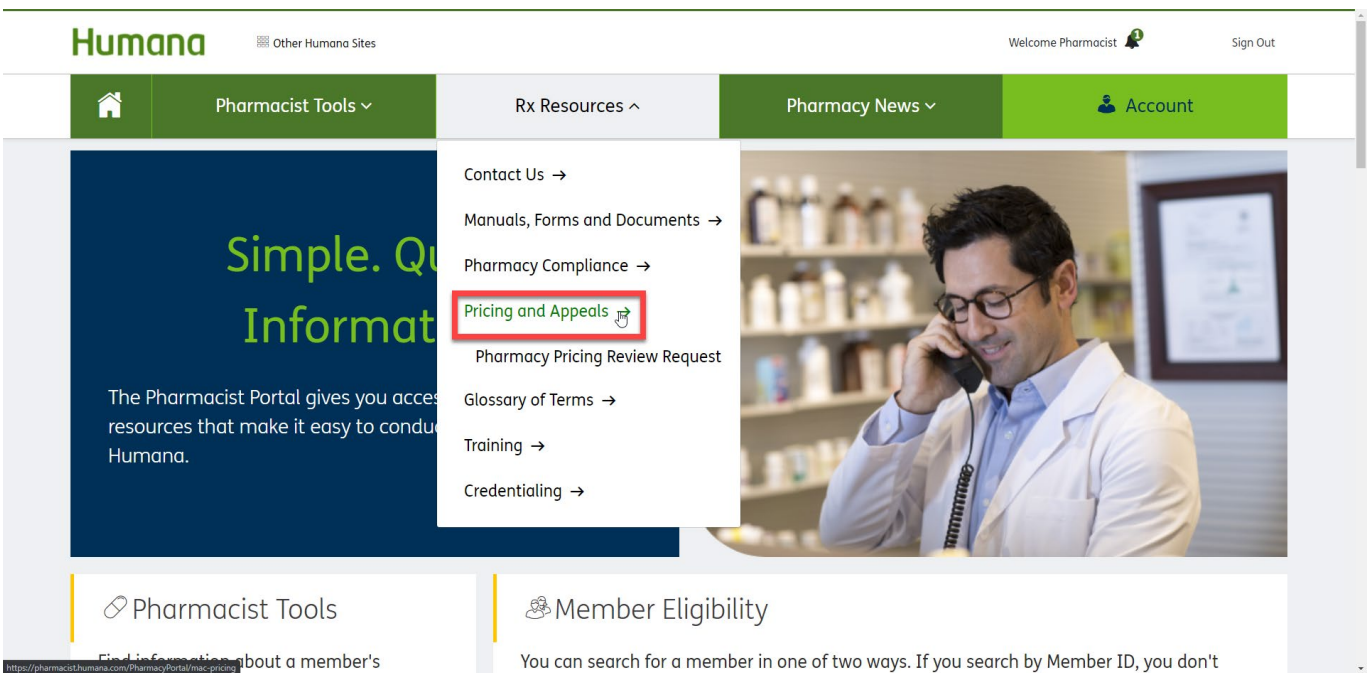 Humana
Other Humana Sites
Welcome Pharmacist
1
Sign Out
Pharmacist Tools
Rx Resources
Pharmacy News
Account
Contact Us →
Manuals, Forms and Documents →
Pharmacy Compliance →
Pricing and Appeals →
Pharmacy Pricing Review Request
Glossary of Terms →
Training →
Credentialing →
Simple. Qu
Informat
The Pharmacist Portal gives you acces
resources that make it easy to condu
Humana.
Pharmacist Tools
Find information about a member's
Member Eligibility
You can search for a member in one of two ways. If you search by Member ID, you don't
https://pharmacist.humana.com/PharmacyPortal/mac-pricing